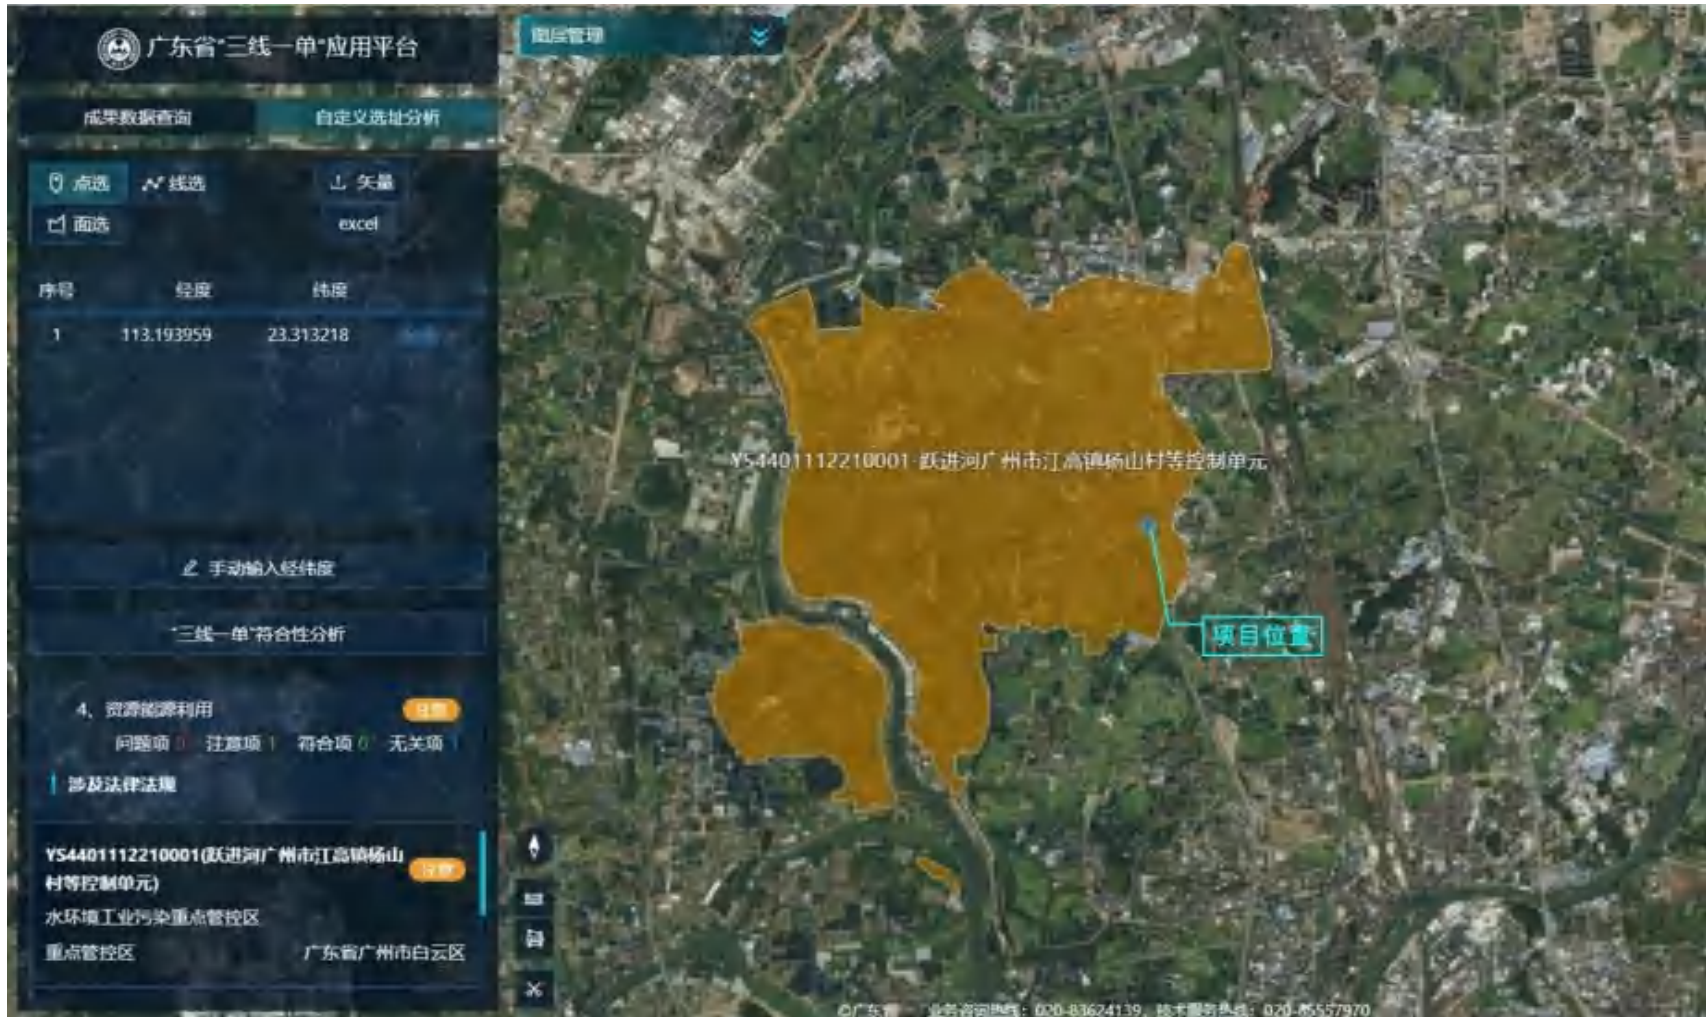 广东省“三线一单”应用平台
图层管理
成果数据查询 自定义选址分析
点选 线选 矢量
面选 excel
序号 经度 纬度
1 113.193959 23.313218
手动输入经纬度
“三线一单”符合性分析
4、资源能源利用
问题项 0 注意项 1 符合项 0 无关项 1
涉及法律法规
YS4401112210001(跃进河广州市江高镇杨山
村等控制单元)
水环境工业污染重点管控区
重点管控区 广东省广州市白云区
YS4401112210001-跃进河广州市江高镇杨山村等控制单元
项目位置
©广东省 业务咨询热线：020-83624139，技术服务热线：020-85557970